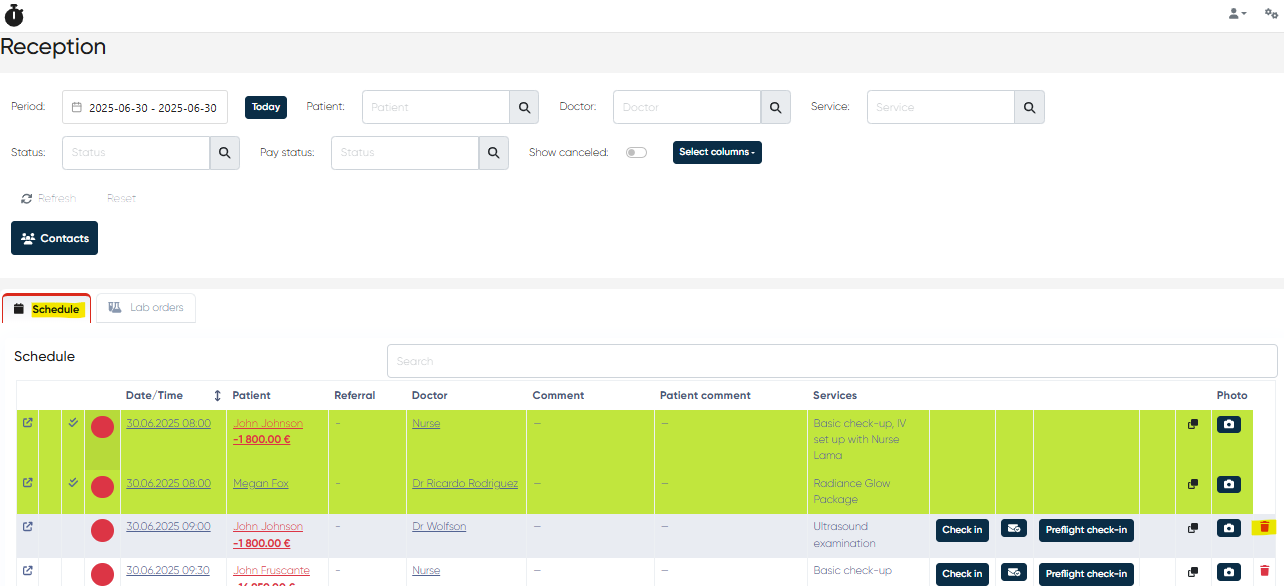 Reception
Period: 2025-06-30 - 2025-06-30 Today Patient: Patient Doctor: Doctor Service: Service
Status: Status Pay status: Status Show canceled: Select columns
Refresh Reset
Contacts
Schedule Lab orders
Schedule Search
Date/Time Patient Referral Doctor Comment Patient comment Services Photo
30.06.2025 08:00 John Johnson - Nurse — — Basic check-up, IV
-1 800.00 € set up with Nurse
Lama
30.06.2025 08:00 Megan Fox - Dr Ricardo Rodriguez — — Radiance Glow
Package
30.06.2025 09:00 John Johnson - Dr Wolfson — — Ultrasound Check in Preflight check-in
-1 800.00 € examination
30.06.2025 09:30 John Fruscante - Nurse — — Basic check-up Check in Preflight check-in